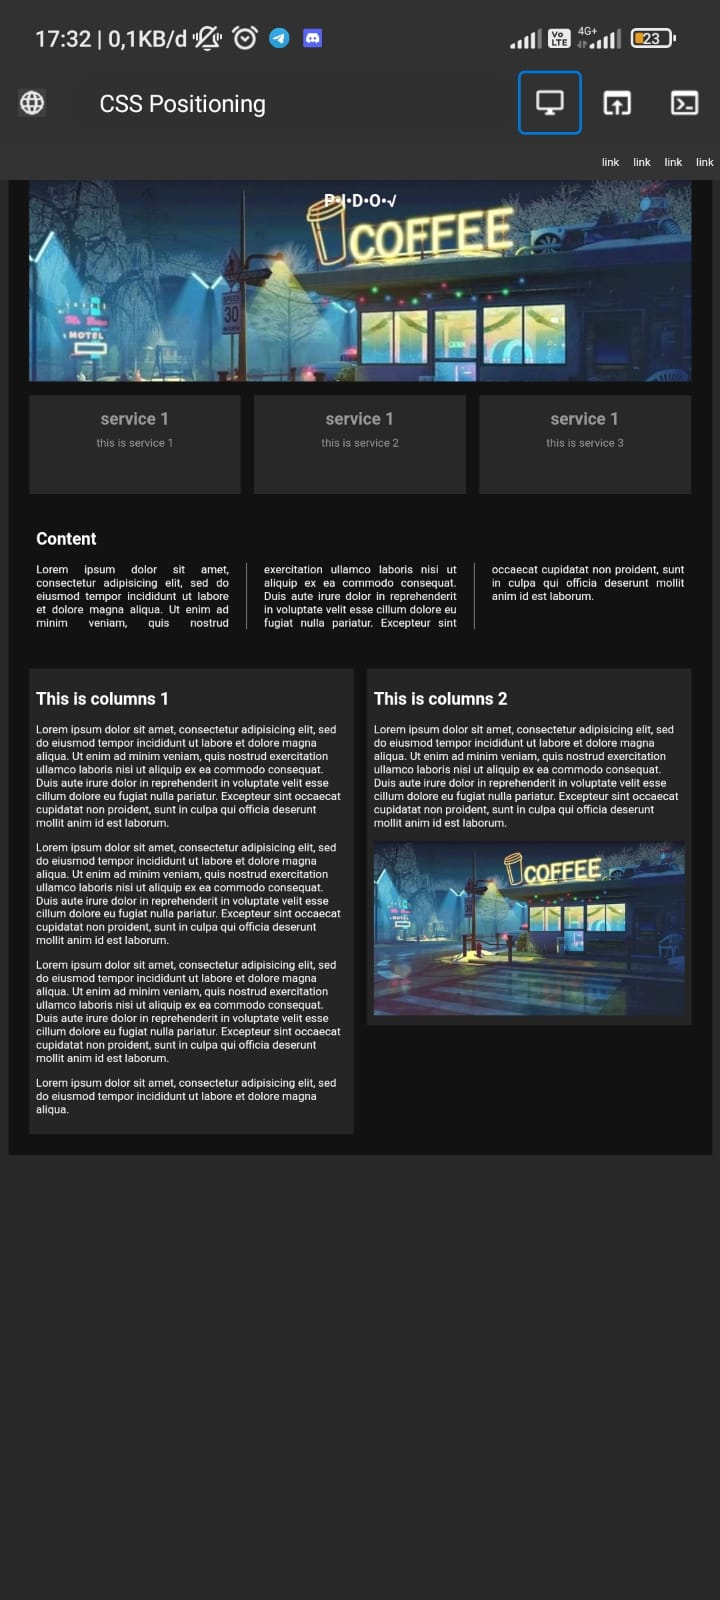 17:32 | 0,1KB/d
Vo
LTE
4G+
23
CSS Positioning
link link link link
P•I•D•O•√
COFFEE
SPEED
30
MOTEL
service 1
this is service 1
service 1
this is service 2
service 1
this is service 3
Content
Lorem ipsum dolor sit amet,
consectetur adipisicing elit, sed do
eiusmod tempor incididunt ut labore
et dolore magna aliqua. Ut enim ad
minim veniam, quis nostrud
exercitation ullamco laboris nisi ut
aliquip ex ea commodo consequat.
Duis aute irure dolor in reprehenderit
in voluptate velit esse cillum dolore eu
fugiat nulla pariatur. Excepteur sint
occaecat cupidatat non proident, sunt
in culpa qui officia deserunt mollit
anim id est laborum.
This is columns 1
Lorem ipsum dolor sit amet, consectetur adipisicing elit, sed
do eiusmod tempor incididunt ut labore et dolore magna
aliqua. Ut enim ad minim veniam, quis nostrud exercitation
ullamco laboris nisi ut aliquip ex ea commodo consequat.
Duis aute irure dolor in reprehenderit in voluptate velit esse
cillum dolore eu fugiat nulla pariatur. Excepteur sint occaecat
cupidatat non proident, sunt in culpa qui officia deserunt
mollit anim id est laborum.
Lorem ipsum dolor sit amet, consectetur adipisicing elit, sed
do eiusmod tempor incididunt ut labore et dolore magna
aliqua. Ut enim ad minim veniam, quis nostrud exercitation
ullamco laboris nisi ut aliquip ex ea commodo consequat.
Duis aute irure dolor in reprehenderit in voluptate velit esse
cillum dolore eu fugiat nulla pariatur. Excepteur sint occaecat
cupidatat non proident, sunt in culpa qui officia deserunt
mollit anim id est laborum.
Lorem ipsum dolor sit amet, consectetur adipisicing elit, sed
do eiusmod tempor incididunt ut labore et dolore magna
aliqua. Ut enim ad minim veniam, quis nostrud exercitation
ullamco laboris nisi ut aliquip ex ea commodo consequat.
Duis aute irure dolor in reprehenderit in voluptate velit esse
cillum dolore eu fugiat nulla pariatur. Excepteur sint occaecat
cupidatat non proident, sunt in culpa qui officia deserunt
mollit anim id est laborum.
Lorem ipsum dolor sit amet, consectetur adipisicing elit, sed
do eiusmod tempor incididunt ut labore et dolore magna
aliqua.
This is columns 2
Lorem ipsum dolor sit amet, consectetur adipisicing elit, sed
do eiusmod tempor incididunt ut labore et dolore magna
aliqua. Ut enim ad minim veniam, quis nostrud exercitation
ullamco laboris nisi ut aliquip ex ea commodo consequat.
Duis aute irure dolor in reprehenderit in voluptate velit esse
cillum dolore eu fugiat nulla pariatur. Excepteur sint occaecat
cupidatat non proident, sunt in culpa qui officia deserunt
mollit anim id est laborum.
COFFEE
30